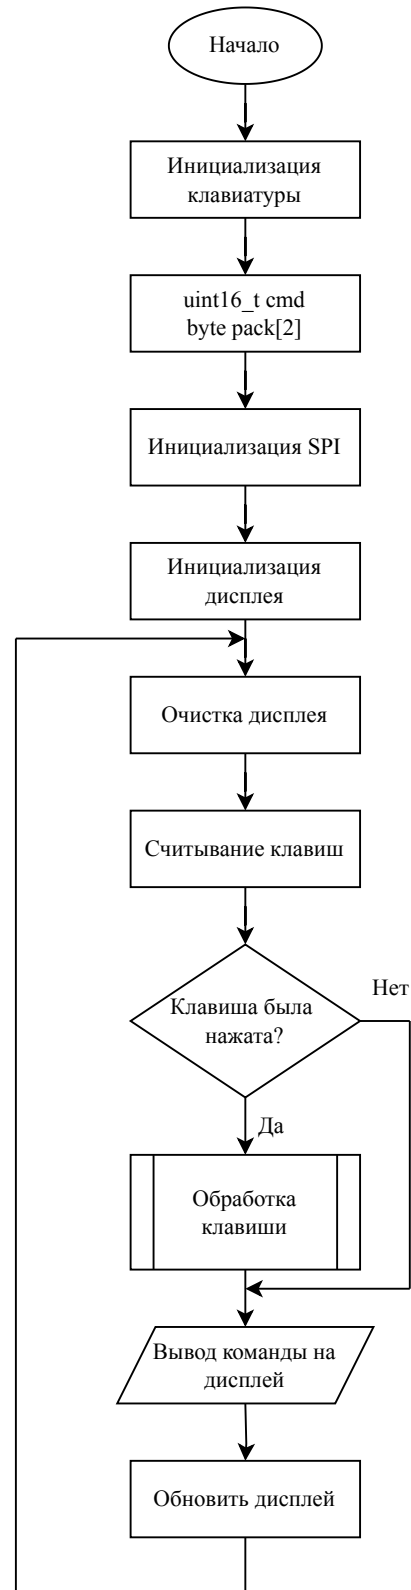 Начало
Инициализация
клавиатуры
uint16_t cmd
byte pack[2]
Инициализация SPI
Инициализация
дисплея
Очистка дисплея
Считывание клавиш
Клавиша была
нажата?
Нет
Да
Обработка
клавиши
Вывод команды на
дисплей
Обновить дисплей